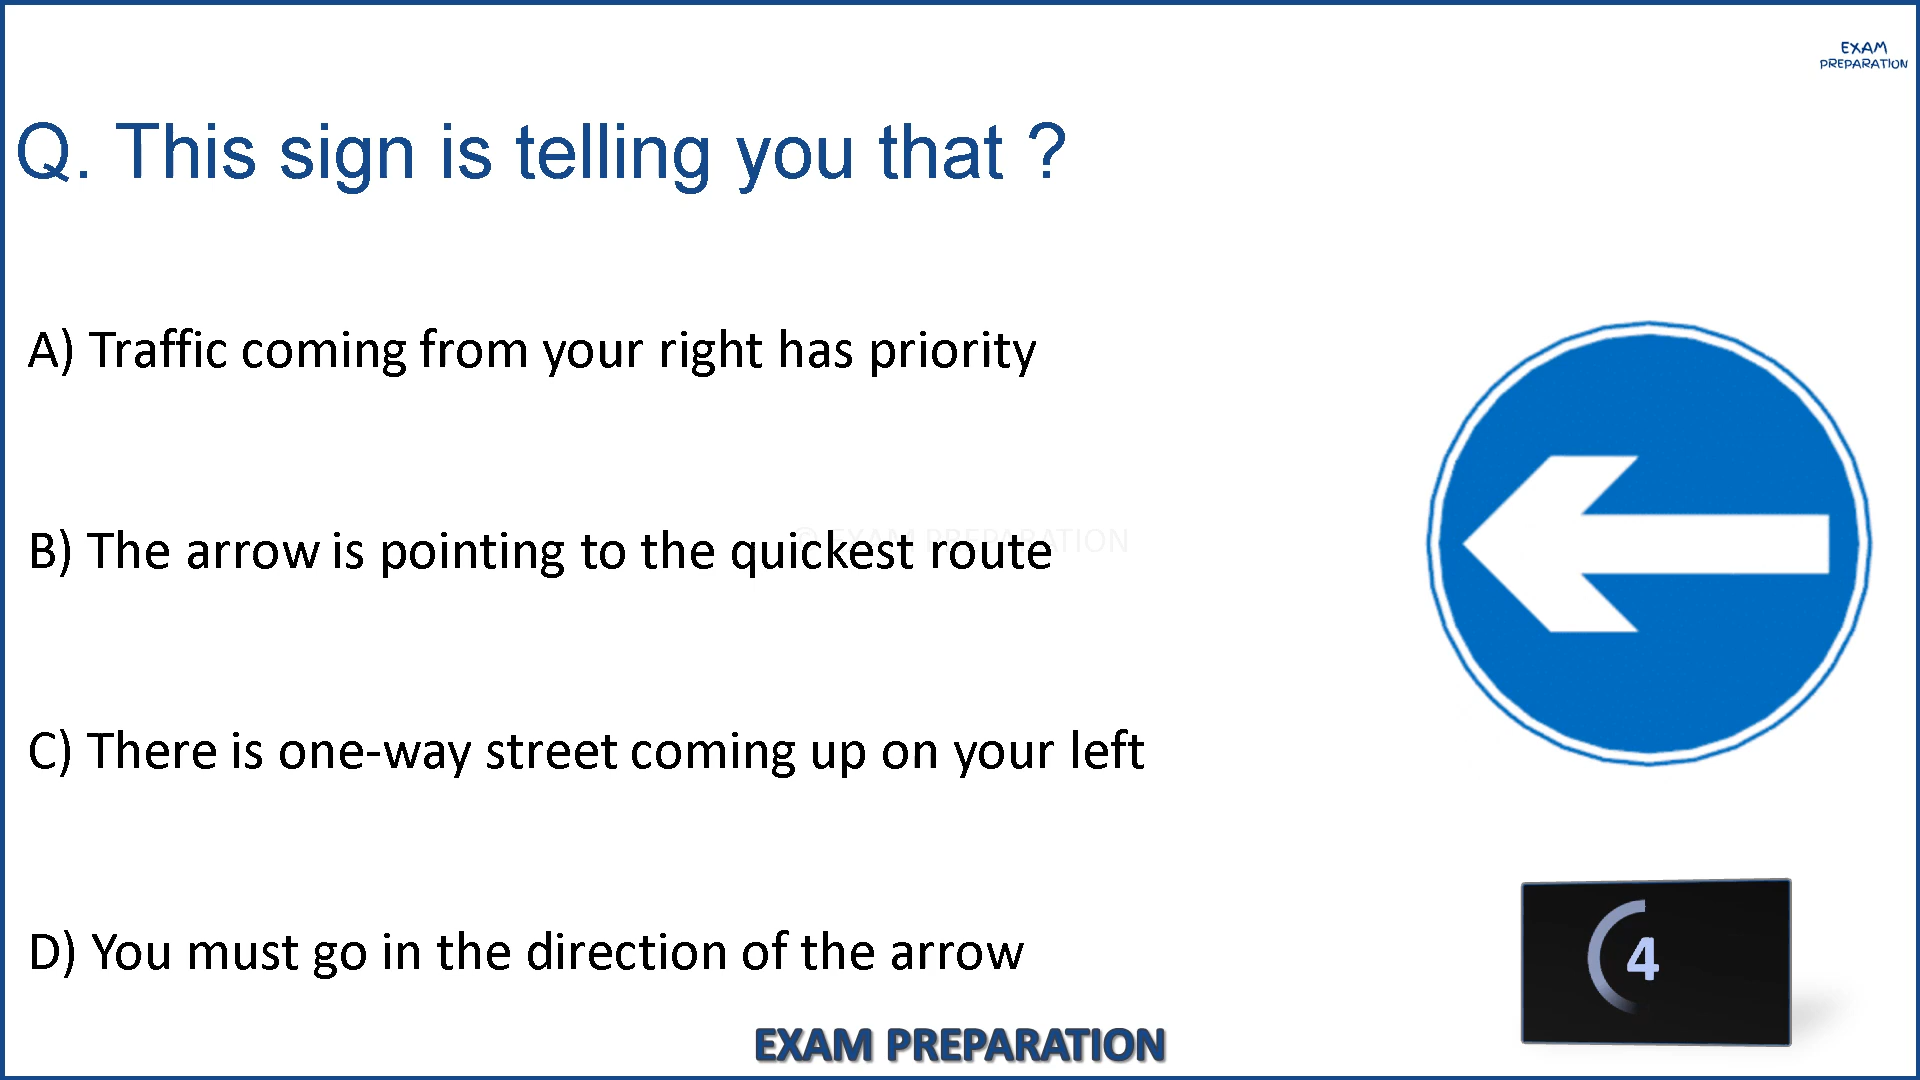 EXAM
PREPARATION
Q. This sign is telling you that ?
A) Traffic coming from your right has priority
B) The arrow is pointing to the quickest route
© EXAM PREPARATION
C) There is one-way street coming up on your left
D) You must go in the direction of the arrow
4
EXAM PREPARATION